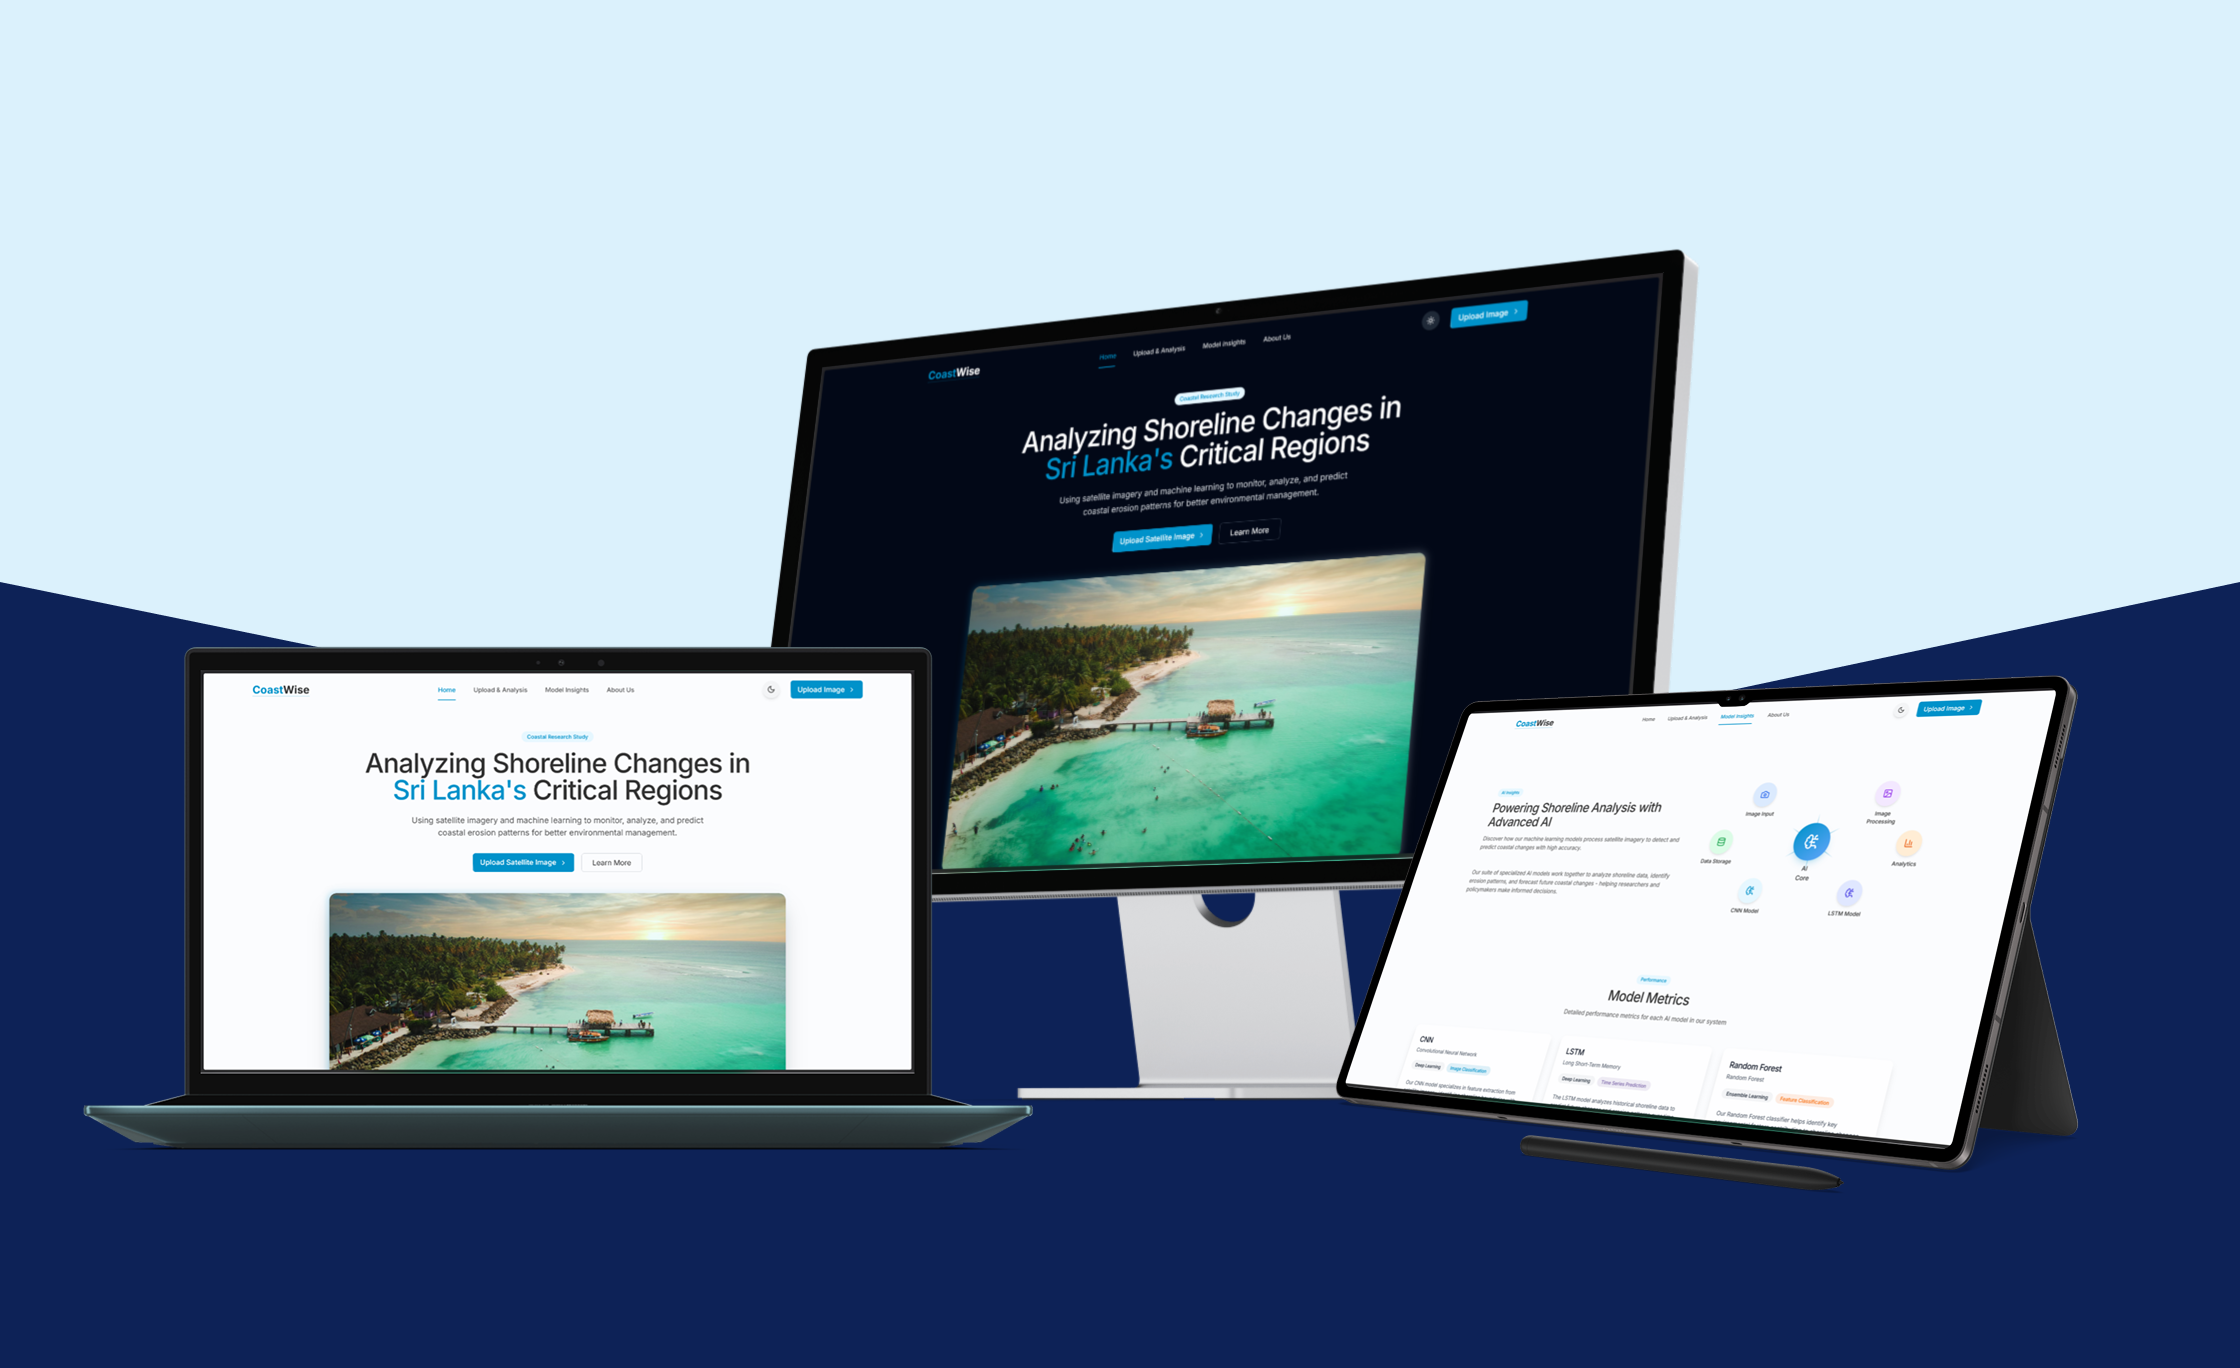 CoastWise
Home
Upload & Analysis
Model Insights
About Us
Upload Image
Coastal Research Study
Analyzing Shoreline Changes in
Sri Lanka's Critical Regions
Using satellite imagery and machine learning to monitor, analyze, and predict
coastal erosion patterns for better environmental management.
Upload Satellite Image
Learn More
CoastWise
Home
Upload & Analysis
Model Insights
About Us
Upload Image
Coastal Research Study
Analyzing Shoreline Changes in
Sri Lanka's Critical Regions
Using satellite imagery and machine learning to monitor, analyze, and predict
coastal erosion patterns for better environmental management.
Upload Satellite Image
Learn More
CoastWise
Home
Upload & Analysis
Model Insights
About Us
Upload Image
AI Insights
Powering Shoreline Analysis with
Advanced AI
Discover how our machine learning models process satellite imagery to detect and
predict coastal changes with high accuracy.
Our suite of specialized AI models work together to analyze shoreline data, identify
erosion patterns, and forecast future coastal changes - helping researchers and
policymakers make informed decisions.
Image Input
Image
Processing
Data Storage
AI
Core
Analytics
CNN Model
LSTM Model
Performance
Model Metrics
Detailed performance metrics for each AI model in our system
CNN
Convolutional Neural Network
Deep Learning
Image Classification
Our CNN model specializes in feature extraction from
LSTM
Long Short-Term Memory
Deep Learning
Time Series Prediction
The LSTM model analyzes historical shoreline data to
Random Forest
Random Forest
Ensemble Learning
Feature Classification
Our Random Forest classifier helps identify key